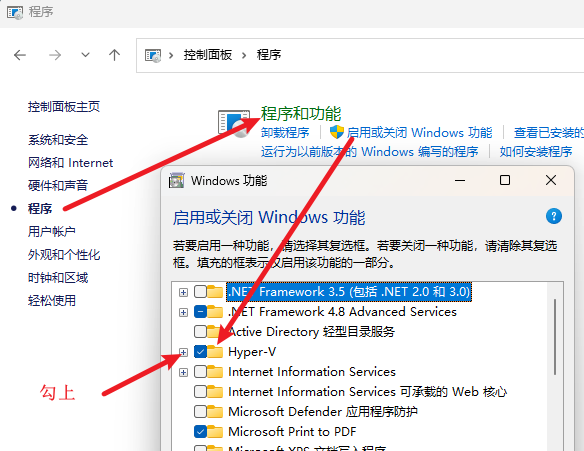 程序
控制面板 程序
控制面板主页
系统和安全
网络和 Internet
硬件和声音
程序
用户帐户
外观和个性化
时钟和区域
轻松使用
程序和功能
卸载程序 启用或关闭 Windows 功能 查看已安装的
运行为以前版本的 Windows 编写的程序 如何安装程序
Windows 功能
启用或关闭 Windows 功能
若要启用一种功能，请选择其复选框。若要关闭一种功能，请清除其复选
框。填充的框表示仅启用该功能的一部分。
.NET Framework 3.5 (包括 .NET 2.0 和 3.0)
.NET Framework 4.8 Advanced Services
Active Directory 轻型目录服务
Hyper-V
Internet Information Services
Internet Information Services 可承载的 Web 核心
Microsoft Defender 应用程序防护
Microsoft Print to PDF
Microsoft XPS 文档写入程序
勾上